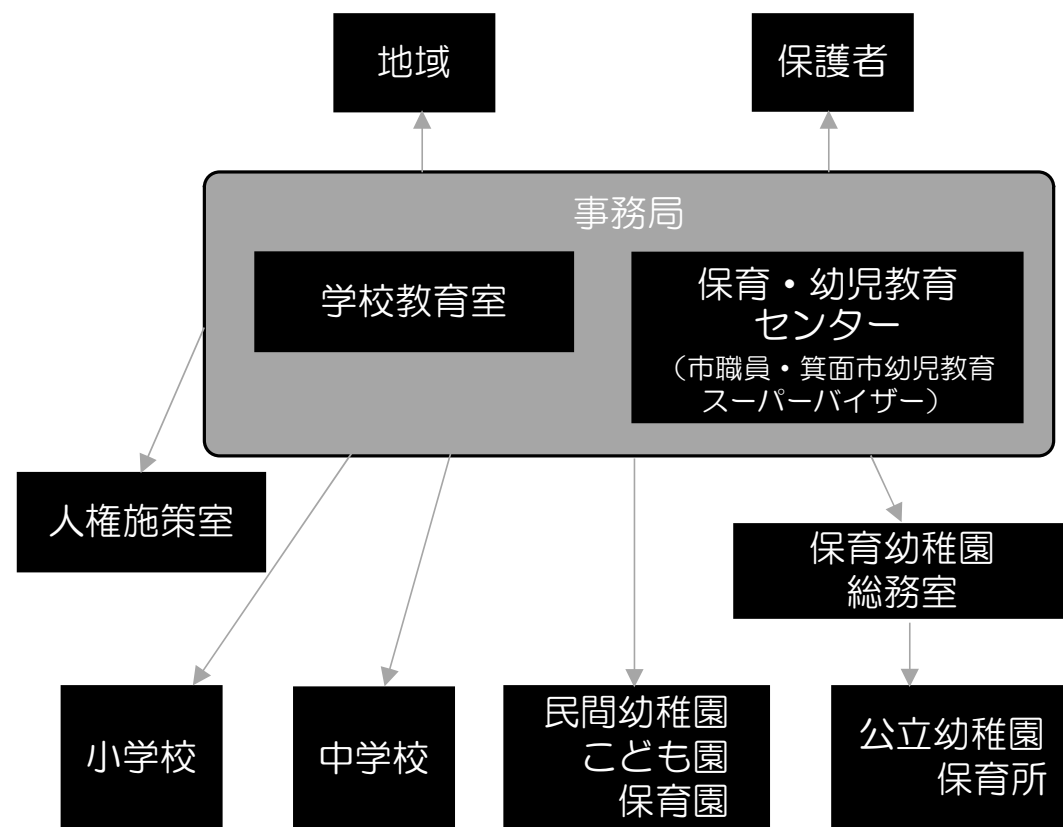 地域
保護者
事務局
学校教育室
保育・幼児教育
センター
（市職員・箕面市幼児教育
スーパーバイザー）
人権施策室
保育幼稚園
総務室
小学校
中学校
民間幼稚園
こども園
保育園
公立幼稚園
保育所